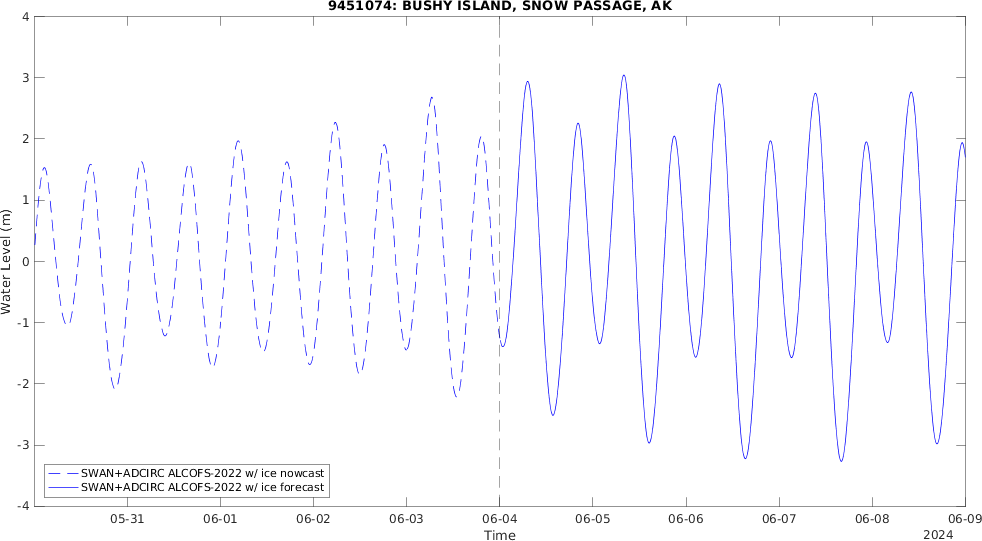 9451074: BUSHY ISLAND, SNOW PASSAGE, AK
4
3
2
1
0
-1
-2
-3
-4
Water Level (m)
SWAN+ADCIRC ALCOFS-2022 w/ ice nowcast
SWAN+ADCIRC ALCOFS-2022 w/ ice forecast
05-31 06-01 06-02 06-03 06-04 06-05 06-06 06-07 06-08 06-09
Time
2024